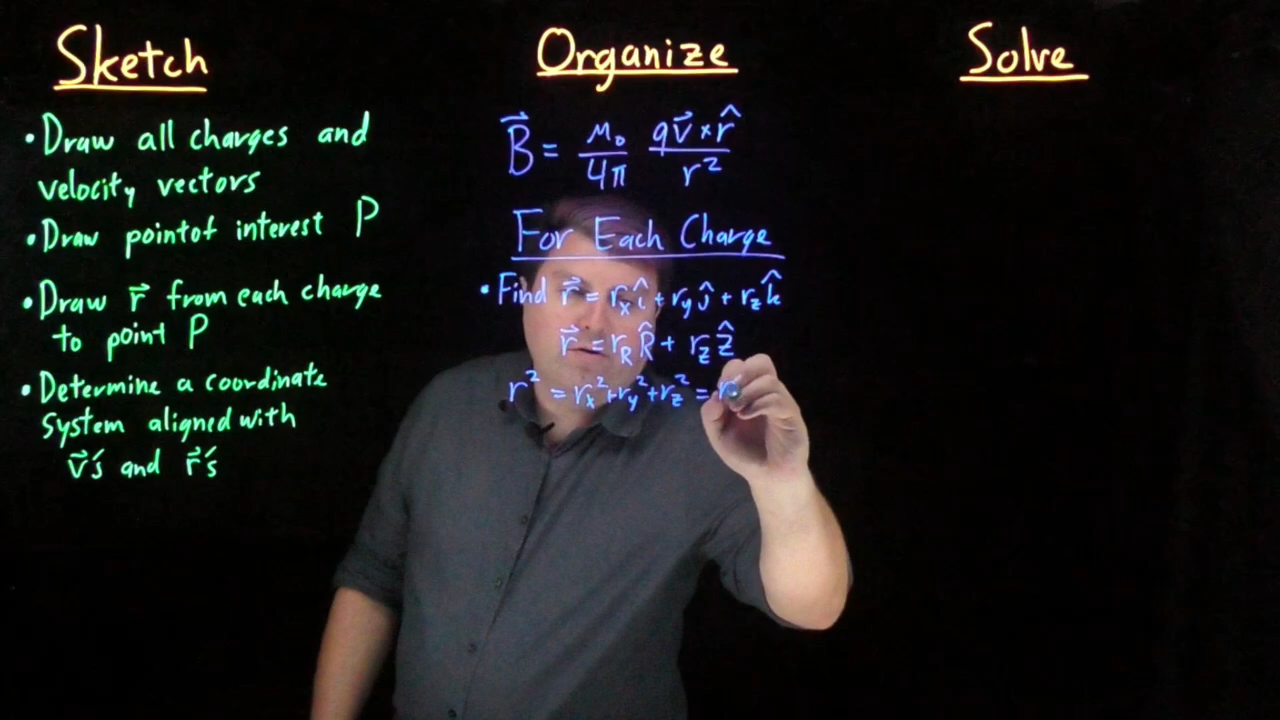 Sketch
• Draw all charges and
velocity vectors
• Draw point of interest P
• Draw r⃗ from each charge
to point P
• Determine a coordinate
system aligned with
v⃗'s and r⃗'s
Organize
B⃗ = μ₀/4π qv⃗ × r̂/r²
For Each Charge
• Find r⃗ = rₓî + r_yĵ + r_zk̂
r⃗ = r_R R̂ + r_z ẑ
r² = rₓ² + r_y² + r_z² = r
Solve